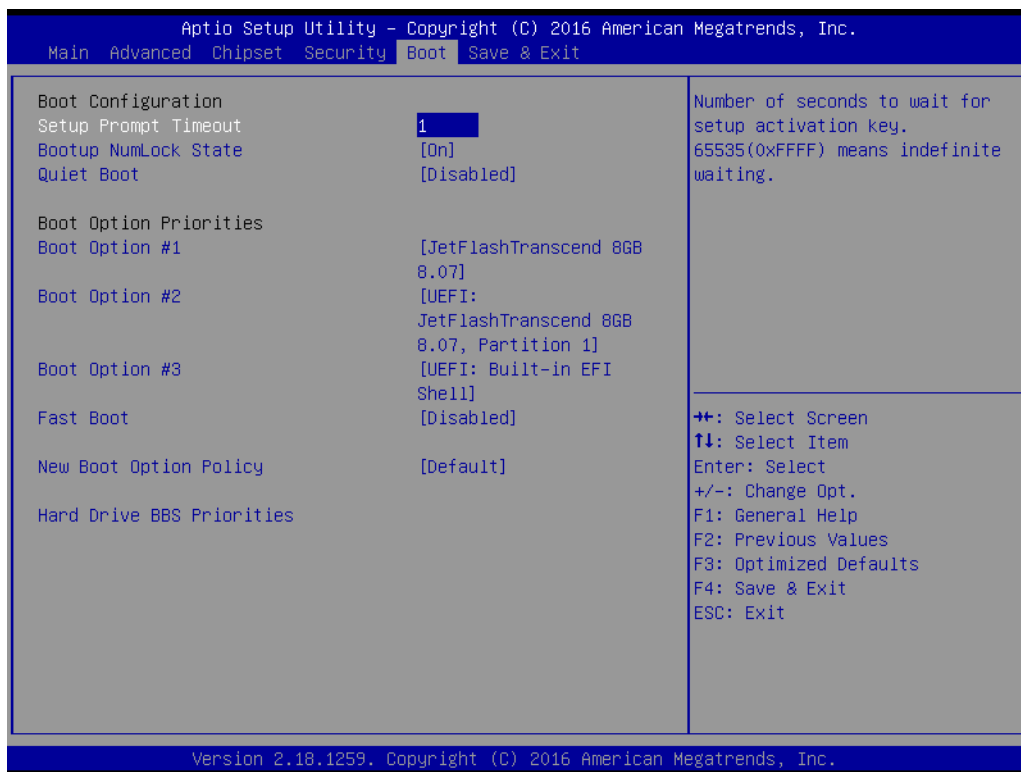 Aptio Setup Utility – Copyright (C) 2016 American Megatrends, Inc.
Main Advanced Chipset Security Boot Save & Exit
Boot Configuration
Setup Prompt Timeout 1
Bootup NumLock State [On]
Quiet Boot [Disabled]
Boot Option Priorities
Boot Option #1 [JetFlashTranscend 8GB
8.07]
Boot Option #2 [UEFI:
JetFlashTranscend 8GB
8.07, Partition 1]
Boot Option #3 [UEFI: Built-in EFI
Shell]
Fast Boot [Disabled]
New Boot Option Policy [Default]
Hard Drive BBS Priorities
Number of seconds to wait for
setup activation key.
65535(0xFFFF) means indefinite
waiting.
→←: Select Screen
↑↓: Select Item
Enter: Select
+/-: Change Opt.
F1: General Help
F2: Previous Values
F3: Optimized Defaults
F4: Save & Exit
ESC: Exit
Version 2.18.1259. Copyright (C) 2016 American Megatrends, Inc.